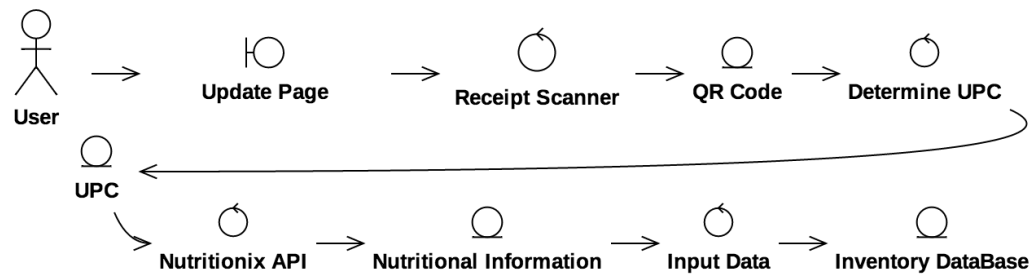 User
Update Page
Receipt Scanner
QR Code
Determine UPC
UPC
Nutritionix API
Nutritional Information
Input Data
Inventory DataBase